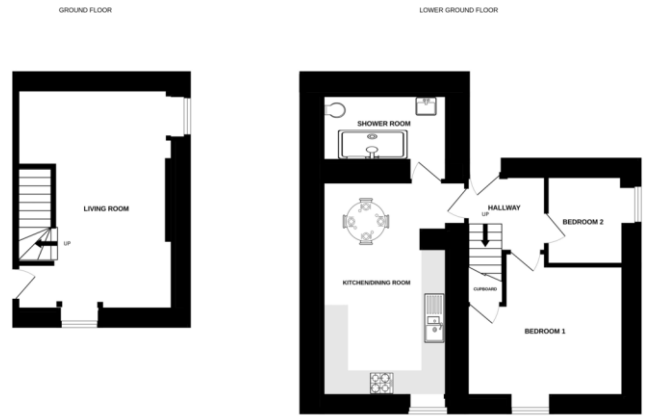 GROUND FLOOR
LOWER GROUND FLOOR
SHOWER ROOM
LIVING ROOM
UP
HALLWAY
UP
BEDROOM 2
KITCHEN/DINING ROOM
CUPBOARD
BEDROOM 1